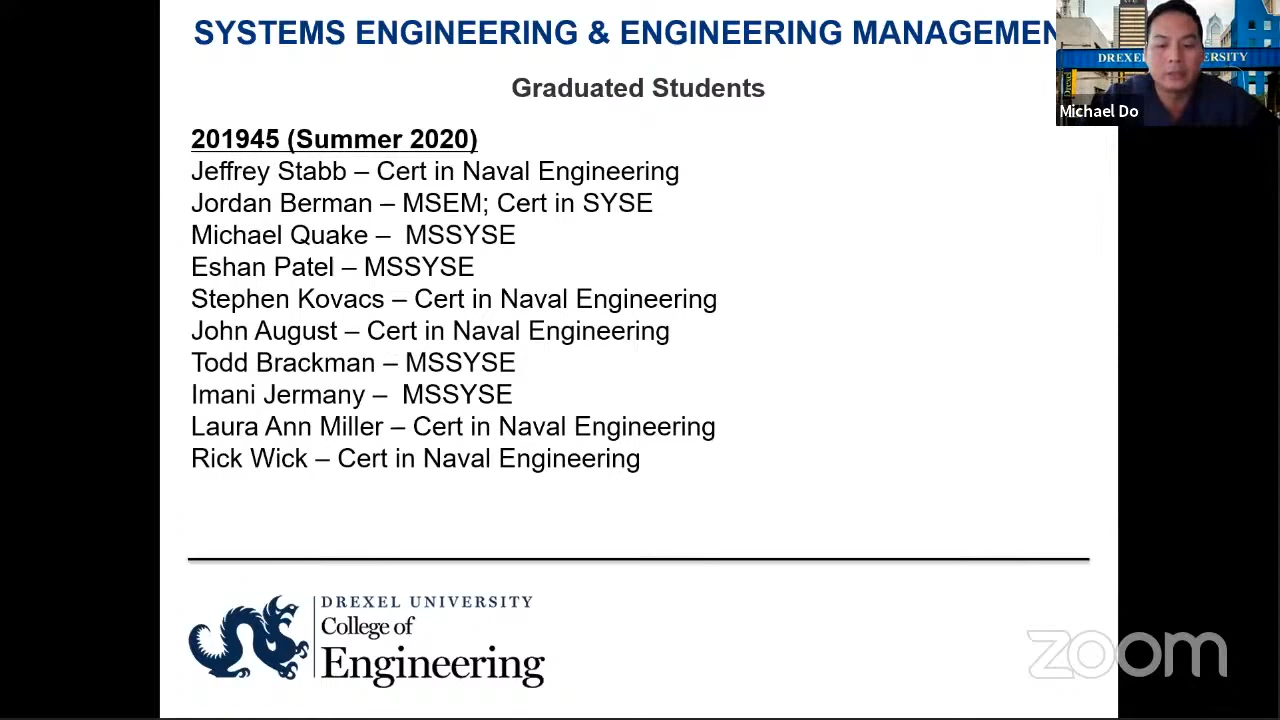 SYSTEMS ENGINEERING & ENGINEERING MANAGEMEN
Graduated Students
201945 (Summer 2020)
Jeffrey Stabb – Cert in Naval Engineering
Jordan Berman – MSEM; Cert in SYSE
Michael Quake –  MSSYSE
Eshan Patel – MSSYSE
Stephen Kovacs – Cert in Naval Engineering
John August – Cert in Naval Engineering
Todd Brackman – MSSYSE
Imani Jermany –  MSSYSE
Laura Ann Miller – Cert in Naval Engineering
Rick Wick – Cert in Naval Engineering
DREXEL UNIVERSITY
College of
Engineering
DREXE ERSITY
Drexel
Michael Do
zoom